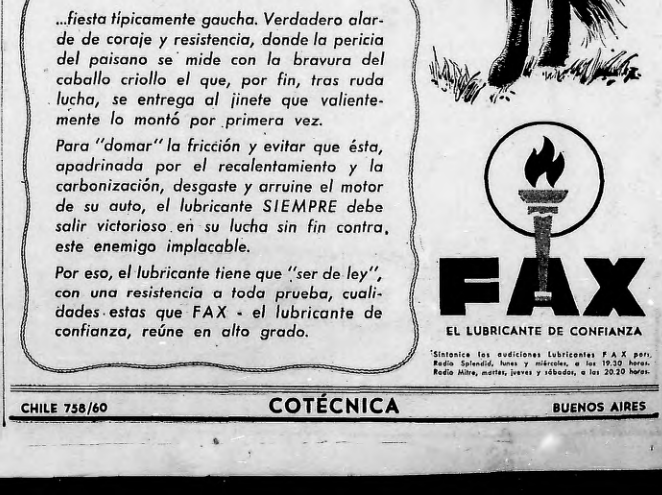 ...fiesta típicamente gaucha. Verdadero alar-
de de coraje y resistencia, donde la pericia
del paisano se mide con la bravura del
caballo criollo el que, por fin, tras ruda
lucha, se entrega al jinete que valiente-
mente lo montó por primera vez.
Para "domar" la fricción y evitar que ésta,
apadrinada por el recalentamiento y la
carbonización, desgaste y arruine el motor
de su auto, el lubricante SIEMPRE debe
salir victorioso en su lucha sin fin contra
este enemigo implacable.
Por eso, el lubricante tiene que "ser de ley",
con una resistencia a toda prueba, cuali-
dades estas que FAX - el lubricante de
confianza, reúne en alto grado.
FAX
EL LUBRICANTE DE CONFIANZA
Sintonice las audiciones Lubricantes FAX por:
Radio Splendid, lunes y miércoles, a las 19.30 horas.
Radio Mitre, martes, jueves y sábados, a las 20.20 horas.
CHILE 758/60
COTÉCNICA
BUENOS AIRES